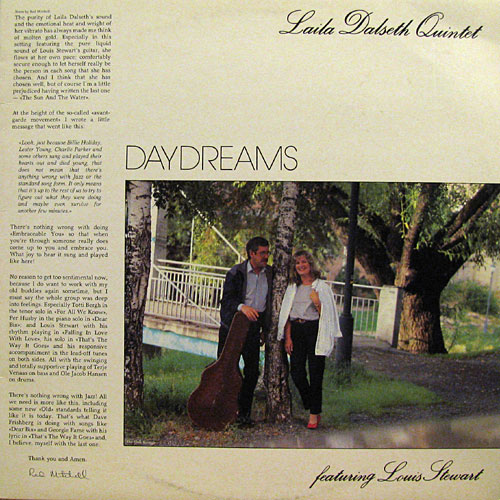 Notes by Red Mitchell:
The purity of Laila Dalseth's sound
and the emotional heat and weight of
her vibrato has always made me think
of molten gold. Especially in this
setting featuring the pure liquid
sound of Louis Stewart's guitar, she
flows at her own pace; comfortably
secure enough to let herself really be
the person in each song that she has
chosen. And I think that she has
chosen well, but of course I'm a little
prejudiced having written the last one
— «The Sun And The Water».
At the height of the so-called «avant-
garde movement» I wrote a little
message that went like this:
«Look, just because Billie Holiday,
Lester Young, Charlie Parker and
some others sang and played their
hearts out and died young, that
does not mean that there's
anything wrong with Jazz or the
standard song form. It only means
that it's up to the rest of us to try to
figure out what they were doing
and maybe even survive for
another few minutes.»
There's nothing wrong with doing
«Embraceable You» so that when
you're through someone really does
come up to you and embrace you.
What joy to hear it sung and played
like here!
No reason to get too sentimental now,
because I do want to work with my
old buddies again sometime, but I
must say the whole group was deep
into feelings. Especially Totti Bergh in
the tenor solo in «For All We Know»,
Per Husby in the piano solo in «Dear
Bix», and Louis Stewart with his
rhythm playing in «Falling In Love
With Love», his solo in «That's The
Way It Goes» and his responsive
accompaniment in the lead-off tunes
on both sides. All with the swinging
and totally supportive playing of Terje
Venaas on bass and Ole Jacob Hansen
on drums.
There's nothing wrong with Jazz! All
we need is more like this, including
some new «Old» standards telling it
like it is today. That's what Dave
Frishberg is doing with songs like
«Dear Bix» and Georgie Fame with his
lyric in «That's The Way It Goes» and,
I believe, myself with the last one.
Thank you and Amen.
Red Mitchell
Laila Dalseth Quintet
DAYDREAMS
featuring Louis Stewart